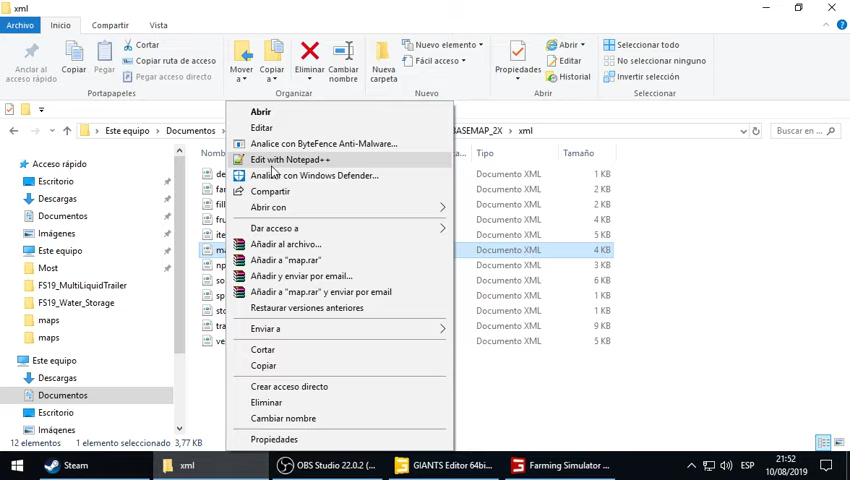 xml
Archivo Inicio Compartir Vista
Anclar al acceso rápido
Copiar
Pegar
Cortar
Copiar ruta de acceso
Pegar acceso directo
Portapapeles
Mover a
Copiar a
Eliminar
Cambiar nombre
Organizar
Nueva carpeta
Nuevo elemento
Fácil acceso
Nuevo
Propiedades
Abrir
Editar
Historial
Abrir
Seleccionar todo
No seleccionar ninguno
Invertir selección
Seleccionar
Este equipo > Documentos
BASEMAP_2X > xml
Buscar en ...
Tipo
Tamaño
Acceso rápido
Escritorio
Descargas
Documentos
Imágenes
Este equipo
Most
FS19_MultiLiquidTrailer
FS19_Water_Storage
maps
maps
Este equipo
Descargas
Documentos
Escritorio
Imágenes
Abrir
Editar
Analice con ByteFence Anti-Malware...
Edit with Notepad++
Analizar con Windows Defender...
Compartir
Abrir con
Dar acceso a
Añadir al archivo...
Añadir a "map.rar"
Añadir y enviar por email...
Añadir a "map.rar" y enviar por email
Restaurar versiones anteriores
Enviar a
Cortar
Copiar
Crear acceso directo
Eliminar
Cambiar nombre
Propiedades
Documento XML 1 KB
Documento XML 2 KB
Documento XML 2 KB
Documento XML 4 KB
Documento XML 5 KB
Documento XML 4 KB
Documento XML 3 KB
Documento XML 6 KB
Documento XML 1 KB
Documento XML 1 KB
Documento XML 9 KB
Documento XML 5 KB
12 elementos 1 elemento seleccionado 3,77 KB
Steam
xml
OBS Studio 22.0.2 (...
GIANTS Editor 64bi...
Farming Simulator ...
ESP
21:52
10/08/2019